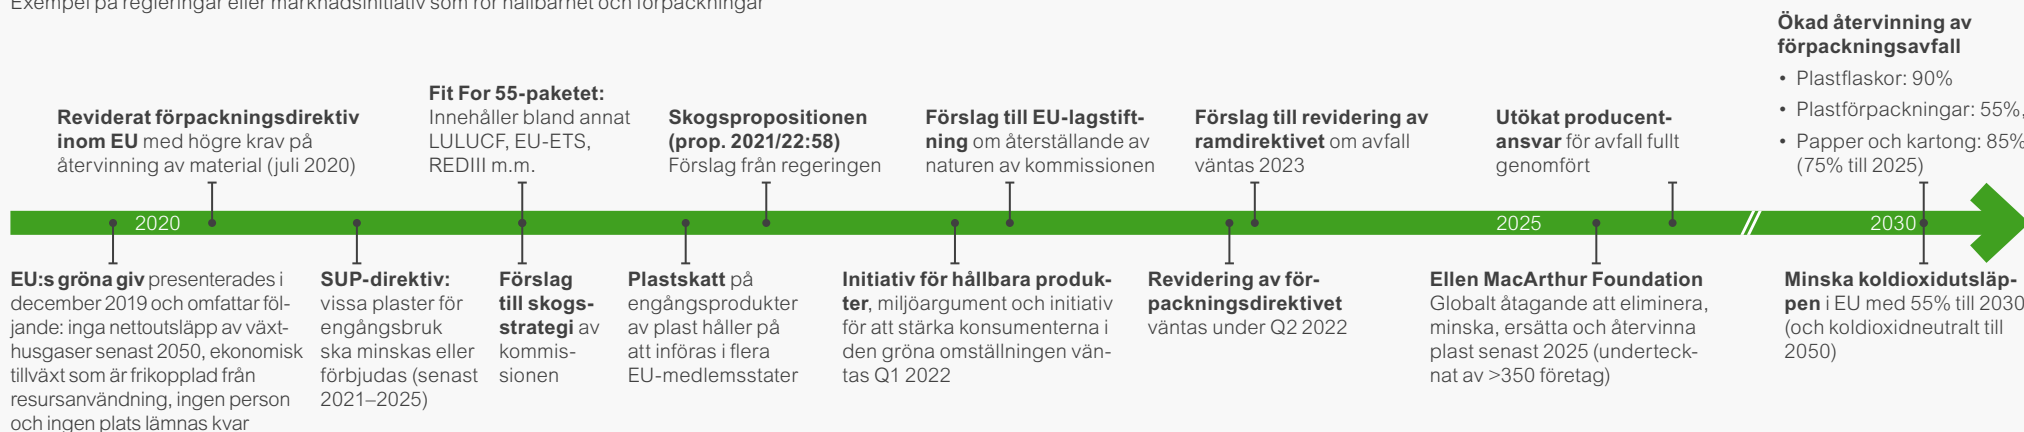 Exempel på regleringar eller marknadsinitiativ som rör hållbarhet och förpackningar
Reviderat förpackningsdirektiv
inom EU med högre krav på
återvinning av material (juli 2020)
Fit For 55-paketet:
Innehåller bland annat
LULUCF, EU-ETS,
REDIII m.m.
Skogspropositionen
(prop. 2021/22:58)
Förslag från regeringen
Förslag till EU-lagstift-
ning om återställande av
naturen av kommissionen
Förslag till revidering av
ramdirektivet om avfall
väntas 2023
Utökat producent-
ansvar för avfall fullt
genomfört
Ökad återvinning av
förpackningsavfall
• Plastflaskor: 90%
• Plastförpackningar: 55%,
• Papper och kartong: 85%
(75% till 2025)
2020
2025
2030
EU:s gröna giv presenterades i
december 2019 och omfattar föl-
jande: inga nettoutsläpp av växt-
husgaser senast 2050, ekonomisk
tillväxt som är frikopplad från
resursanvändning, ingen person
och ingen plats lämnas kvar
SUP-direktiv:
vissa plaster för
engångsbruk
ska minskas eller
förbjudas (senast
2021–2025)
Förslag
till skogs-
strategi av
kommis-
sionen
Plastskatt på
engångsprodukter
av plast håller på
att införas i flera
EU-medlemsstater
Initiativ för hållbara produk-
ter, miljöargument och initiativ
för att stärka konsumenterna i
den gröna omställningen vän-
tas Q1 2022
Revidering av för-
packningsdirektivet
väntas under Q2 2022
Ellen MacArthur Foundation
Globalt åtagande att eliminera,
minska, ersätta och återvinna
plast senast 2025 (underteck-
nat av >350 företag)
Minska koldioxidutsläp-
pen i EU med 55% till 2030
(och koldioxidneutralt till
2050)